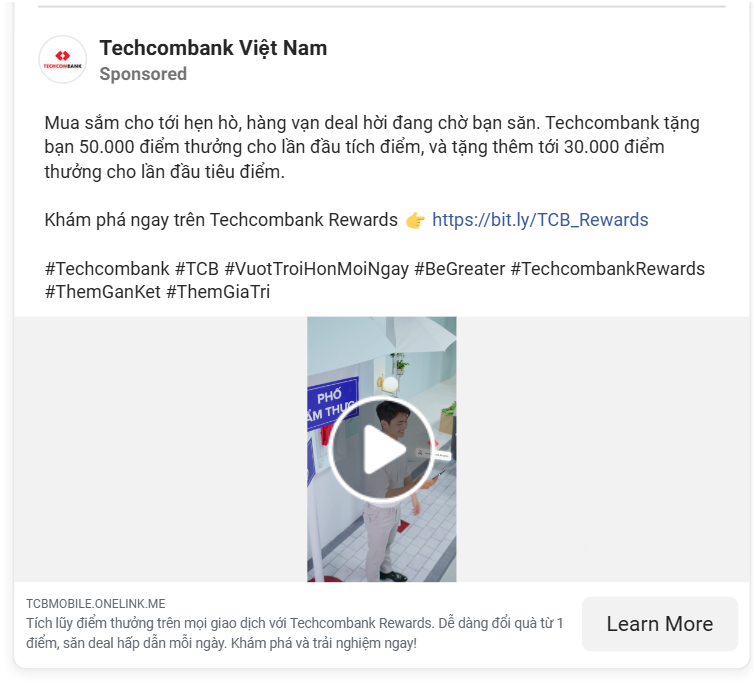 TECHCOMBANK
Techcombank Việt Nam
Sponsored
Mua sắm cho tới hẹn hò, hàng vạn deal hời đang chờ bạn săn. Techcombank tặng
bạn 50.000 điểm thưởng cho lần đầu tích điểm, và tặng thêm tới 30.000 điểm
thưởng cho lần đầu tiêu điểm.
Khám phá ngay trên Techcombank Rewards 👉 https://bit.ly/TCB_Rewards
#Techcombank #TCB #VuotTroiHonMoiNgay #BeGreater #TechcombankRewards
#ThemGanKet #ThemGiaTri
PHỐ
ẨM THỰC
TCBMOBILE.ONELINK.ME
Tích lũy điểm thưởng trên mọi giao dịch với Techcombank Rewards. Dễ dàng đổi quà từ 1
điểm, săn deal hấp dẫn mỗi ngày. Khám phá và trải nghiệm ngay!
Learn More